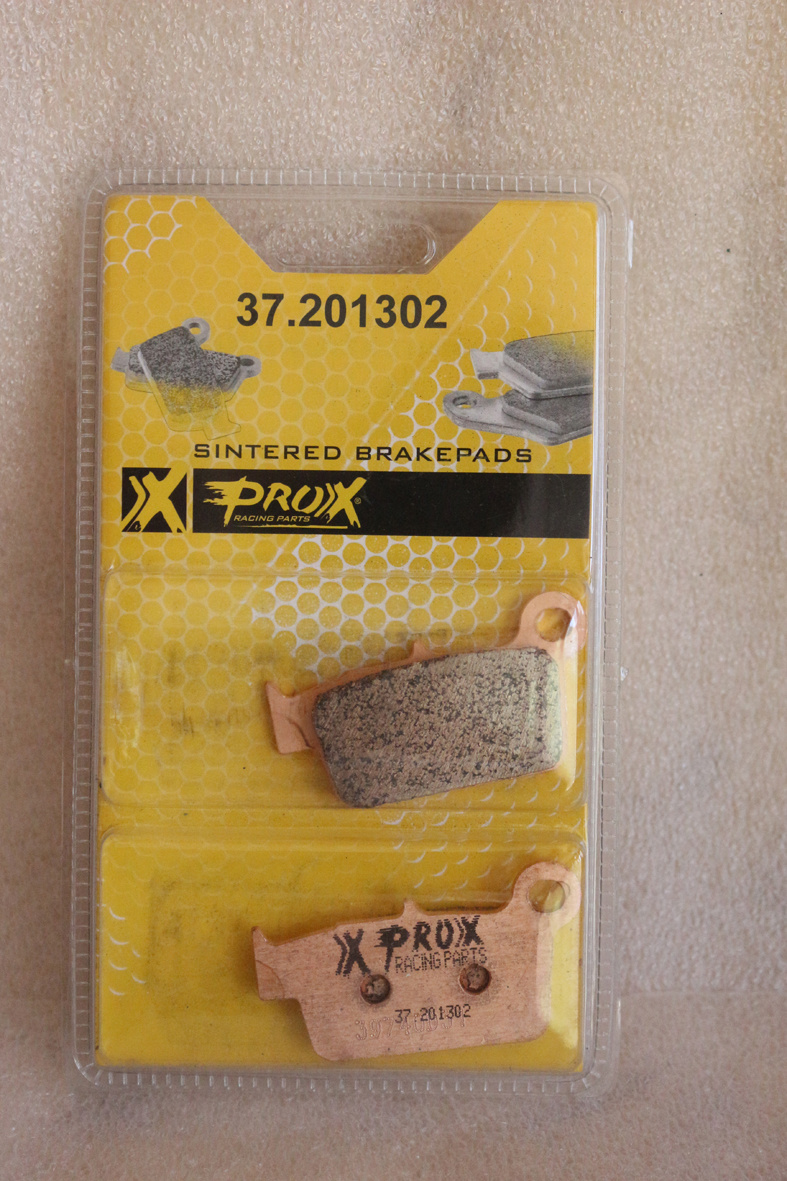 37.201302
SINTERED BRAKEPADS
PROX®
RACING PARTS
PROX
RACING PARTS
37.201302